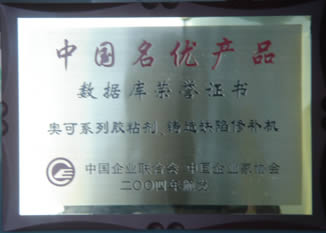 中国名优产品
数据库荣誉证书
奥可系列胶粘剂、铸造缺陷修补机
中国企业联合会 中国企业家协会
二〇〇四年颁发